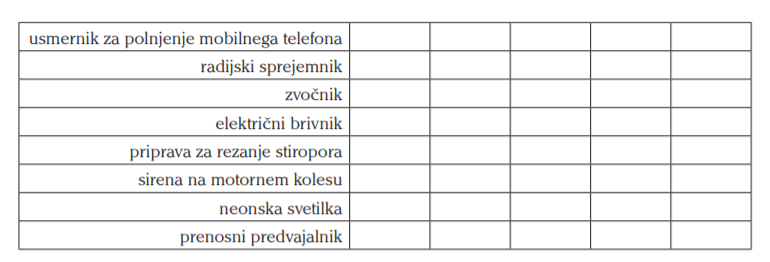 usmernik za polnjenje mobilnega telefona
radijski sprejemnik
zvočnik
električni brivnik
priprava za rezanje stiropora
sirena na motornem kolesu
neonska svetilka
prenosni predvajalnik